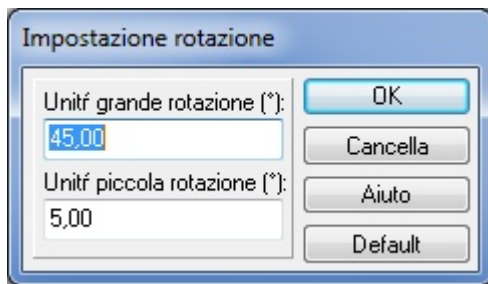 Impostazione rotazione
Unitŕ grande rotazione (°):
45,00
Unitŕ piccola rotazione (°):
5,00
OK
Cancella
Aiuto
Default